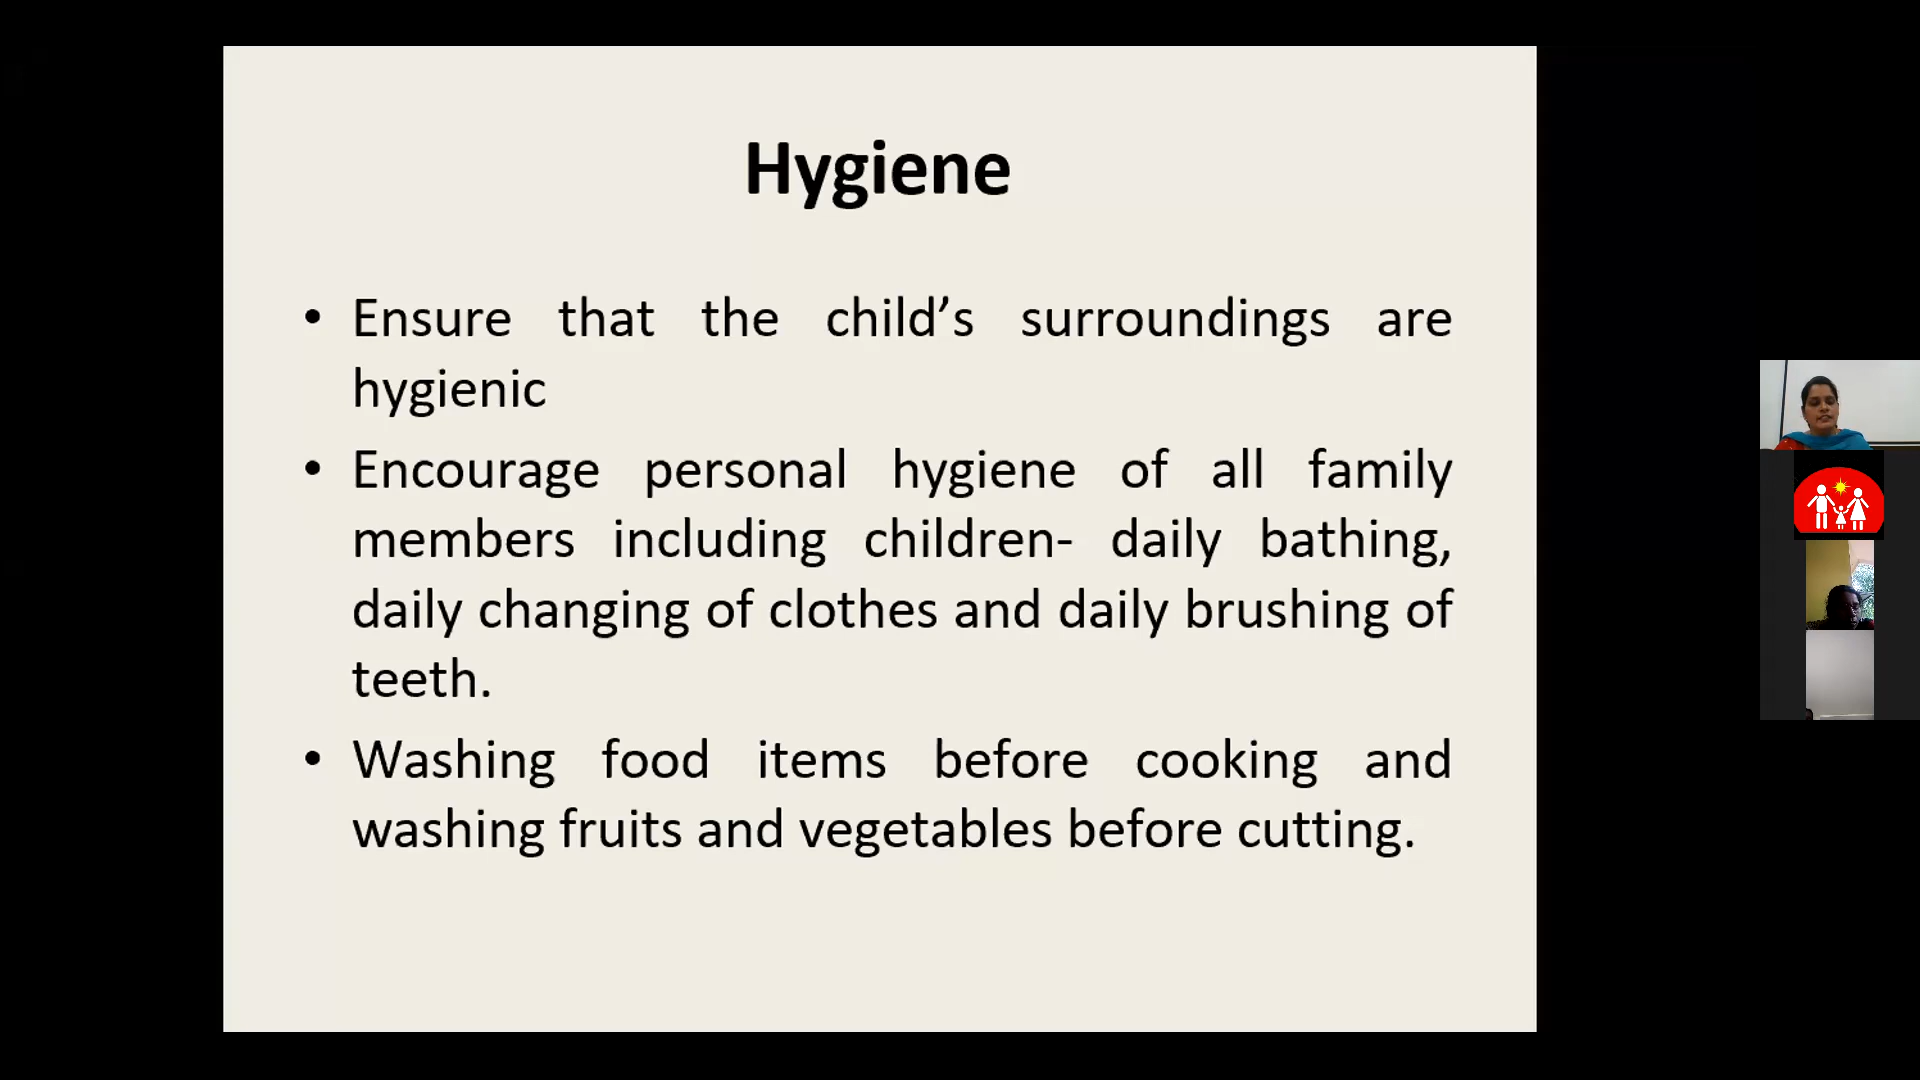 Hygiene
• Ensure that the child’s surroundings are
hygienic
• Encourage personal hygiene of all family
members including children- daily bathing,
daily changing of clothes and daily brushing of
teeth.
• Washing food items before cooking and
washing fruits and vegetables before cutting.